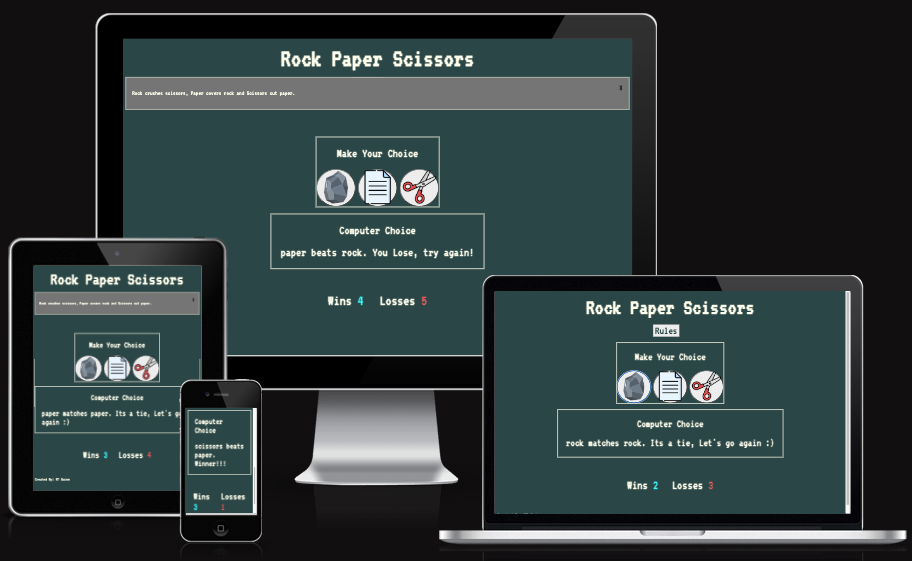 Rock Paper Scissors
Rock crushes scissors, Paper covers rock and Scissors cut paper.
X
Make Your Choice
Computer Choice
paper beats rock. You Lose, try again!
Wins 4 Losses 5
Rock Paper Scissors
Rock crushes scissors, Paper covers rock and Scissors cut paper.
X
Make Your Choice
Computer Choice
paper matches paper. Its a tie, Let's go
again :)
Wins 3 Losses 4
Computer
Choice
scissors beats
paper.
Winner!!!
Wins Losses
3 1
Rock Paper Scissors
Rules
Make Your Choice
Computer Choice
rock matches rock. Its a tie, Let's go again :)
Wins 2 Losses 3